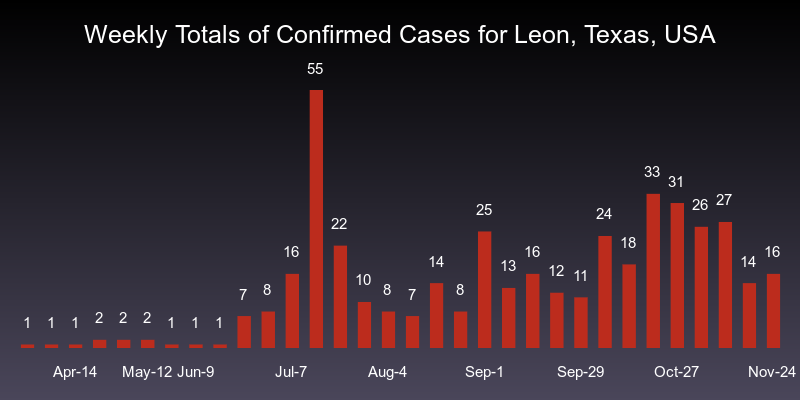 Weekly Totals of Confirmed Cases for Leon, Texas, USA
1 1 1 2 2 2 1 1 1 7 8 16 55 22 10 8 7 14 8 25 13 16 12 11 24 18 33 31 26 27 14 16
Apr-14 May-12 Jun-9 Jul-7 Aug-4 Sep-1 Sep-29 Oct-27 Nov-24